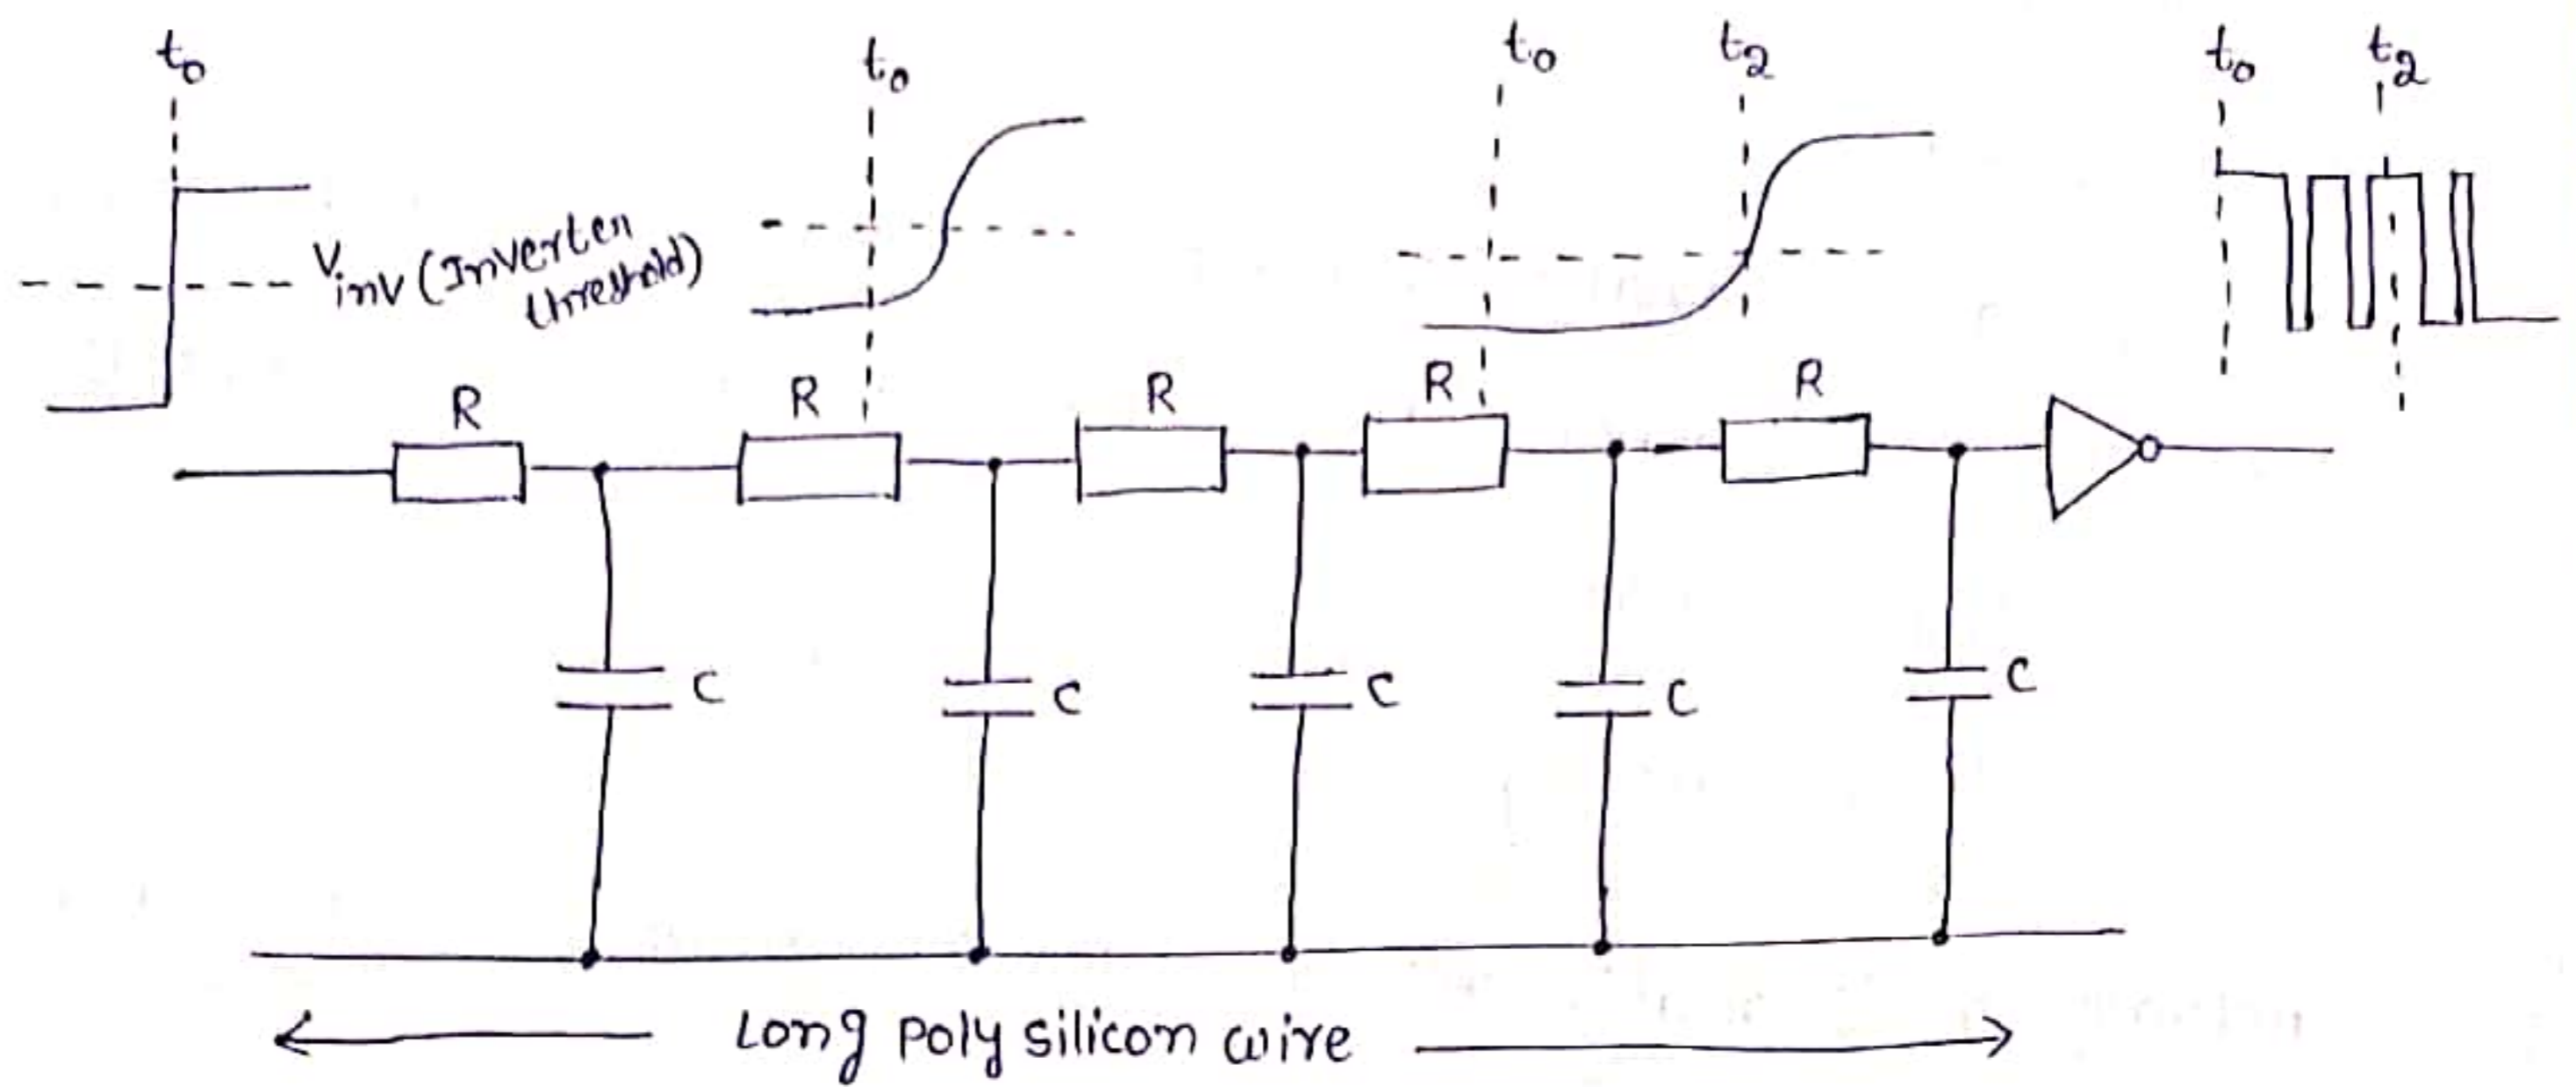 t0
t0
t0 t2
t0 t2
Vinv (Inverter
threshold)
R R R R R
C C C C C
Long poly silicon wire